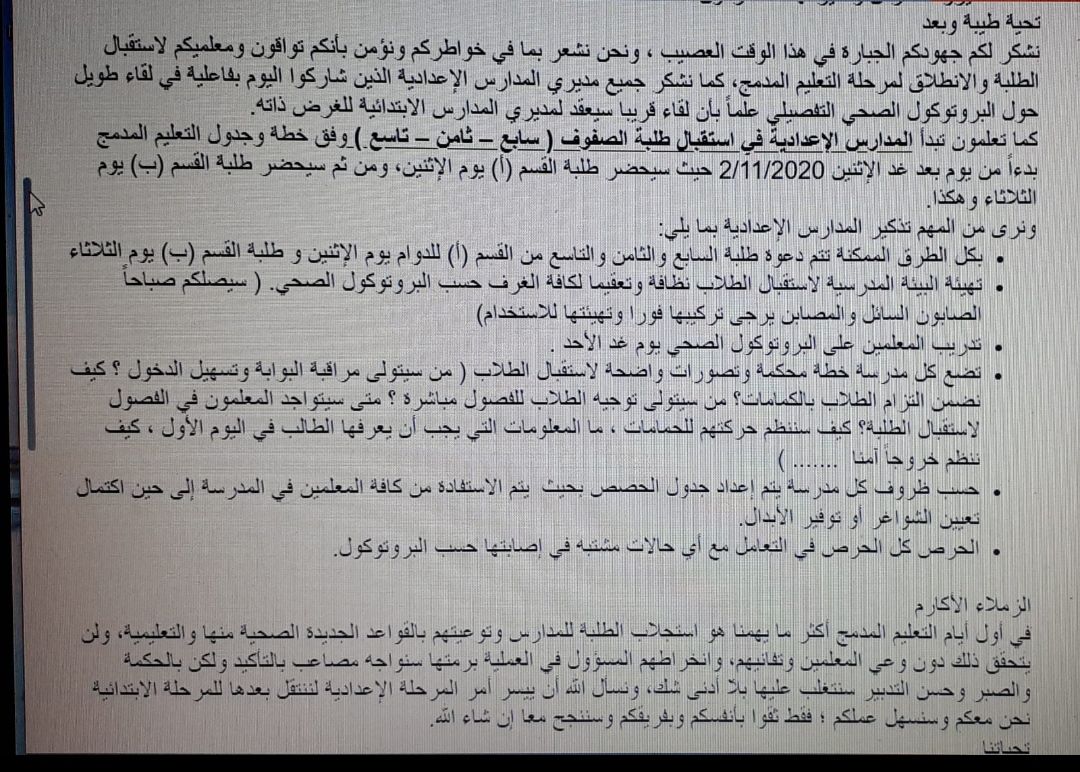 تحية طيبة وبعد
نشكر لكم جهودكم الجبارة في هذا الوقت العصيب ، ونحن نشعر بما في خواطركم ونؤمن بأنكم تواقون ومعلميكم لاستقبال
الطلبة والانطلاق لمرحلة التعليم المدمج، كما نشكر جميع مديري المدارس الإعدادية الذين شاركوا اليوم بفاعلية في لقاء طويل
حول البروتوكول الصحي التفصيلي علماً بأن لقاء قريبا سيعقد لمديري المدارس الابتدائية للغرض ذاته.
كما تعلمون تبدأ المدارس الإعدادية في استقبال طلبة الصفوف ( سابع – ثامن – تاسع ) وفق خطة وجدول التعليم المدمج
بدءاً من يوم بعد غد الإثنين 2/11/2020 حيث سيحضر طلبة القسم (أ) يوم الإثنين، ومن ثم سيحضر طلبة القسم (ب) يوم
الثلاثاء وهكذا.
ونرى من المهم تذكير المدارس الإعدادية بما يلي:
• بكل الطرق الممكنة تتم دعوة طلبة السابع والثامن والتاسع من القسم (أ) للدوام يوم الإثنين و طلبة القسم (ب) يوم الثلاثاء
• تهيئة البيئة المدرسية لاستقبال الطلاب نظافة وتعقيما لكافة الغرف حسب البروتوكول الصحي. ( سيصلكم صباحاً
الصابون السائل والمصابن يرجى تركيبها فورا وتهيئتها للاستخدام)
• تدريب المعلمين على البروتوكول الصحي يوم غد الأحد .
• تضع كل مدرسة خطة محكمة وتصورات واضحة لاستقبال الطلاب ( من سيتولى مراقبة البوابة وتسهيل الدخول ؟ كيف
نضمن التزام الطلاب بالكمامات؟ من سيتولى توجيه الطلاب للفصول مباشرة ؟ متى سيتواجد المعلمون في الفصول
لاستقبال الطلبة؟ كيف سننظم حركتهم للحمامات ، ما المعلومات التي يجب أن يعرفها الطالب في اليوم الأول ، كيف
ننظم خروجاً آمنا ....... )
• حسب ظروف كل مدرسة يتم إعداد جدول الحصص بحيث يتم الاستفادة من كافة المعلمين في المدرسة إلى حين اكتمال
تعيين الشواغر أو توفير الأبدال.
• الحرص كل الحرص في التعامل مع أي حالات مشتبه في إصابتها حسب البروتوكول.
الزملاء الأكارم
في أول أيام التعليم المدمج أكثر ما يهمنا هو استجلاب الطلبة للمدارس وتوعيتهم بالقواعد الجديدة الصحية منها والتعليمية، ولن
يتحقق ذلك دون وعي المعلمين وتفانيهم، وانخراطهم المسؤول في العملية برمتها سنواجه مصاعب بالتأكيد ولكن بالحكمة
والصبر وحسن التدبير سنتغلب عليها بلا أدنى شك، ونسأل الله أن ييسر أمر المرحلة الإعدادية لننتقل بعدها للمرحلة الابتدائية
نحن معكم وسنسهل عملكم ؛ فقط ثقوا بأنفسكم وبفريقكم وسننجح معا إن شاء الله.
تحياتنا